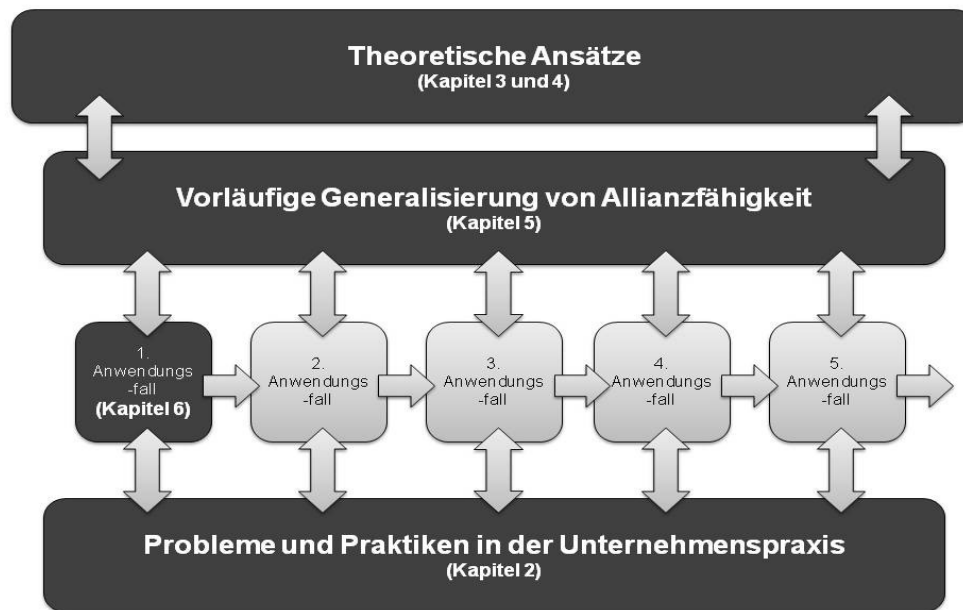 Theoretische Ansätze
(Kapitel 3 und 4)
Vorläufige Generalisierung von Allianzfähigkeit
(Kapitel 5)
1.
Anwendungs
-fall
(Kapitel 6)
2.
Anwendungs
-fall
3.
Anwendungs
-fall
4.
Anwendungs
-fall
5.
Anwendungs
-fall
Probleme und Praktiken in der Unternehmenspraxis
(Kapitel 2)